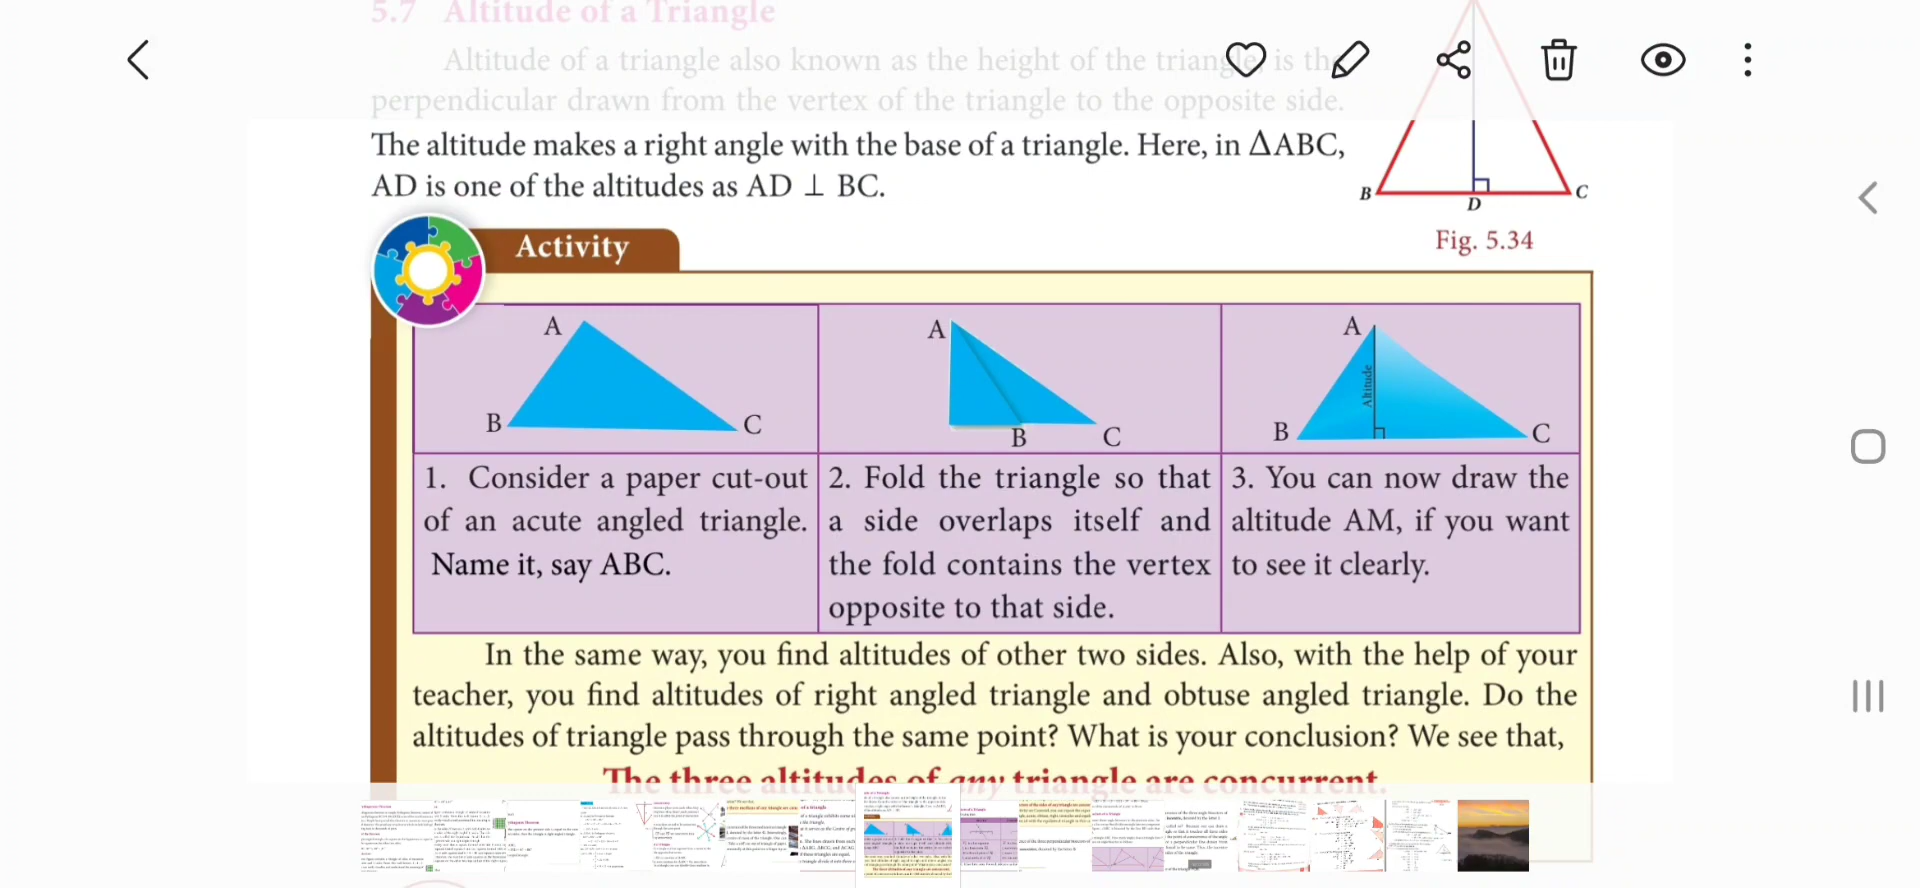 5.7 Altitude of a Triangle
Altitude of a triangle also known as the height of the triangle, is the
perpendicular drawn from the vertex of the triangle to the opposite side.
The altitude makes a right angle with the base of a triangle. Here, in ΔABC,
AD is one of the altitudes as AD ⊥ BC.
B
D
C
Fig. 5.34
Activity
A
B
C
A
B
C
A
Altitude
B
C
1. Consider a paper cut-out
of an acute angled triangle.
Name it, say ABC.
2. Fold the triangle so that
a side overlaps itself and
the fold contains the vertex
opposite to that side.
3. You can now draw the
altitude AM, if you want
to see it clearly.
In the same way, you find altitudes of other two sides. Also, with the help of your
teacher, you find altitudes of right angled triangle and obtuse angled triangle. Do the
altitudes of triangle pass through the same point? What is your conclusion? We see that,
The three altitudes of any triangle are concurrent.